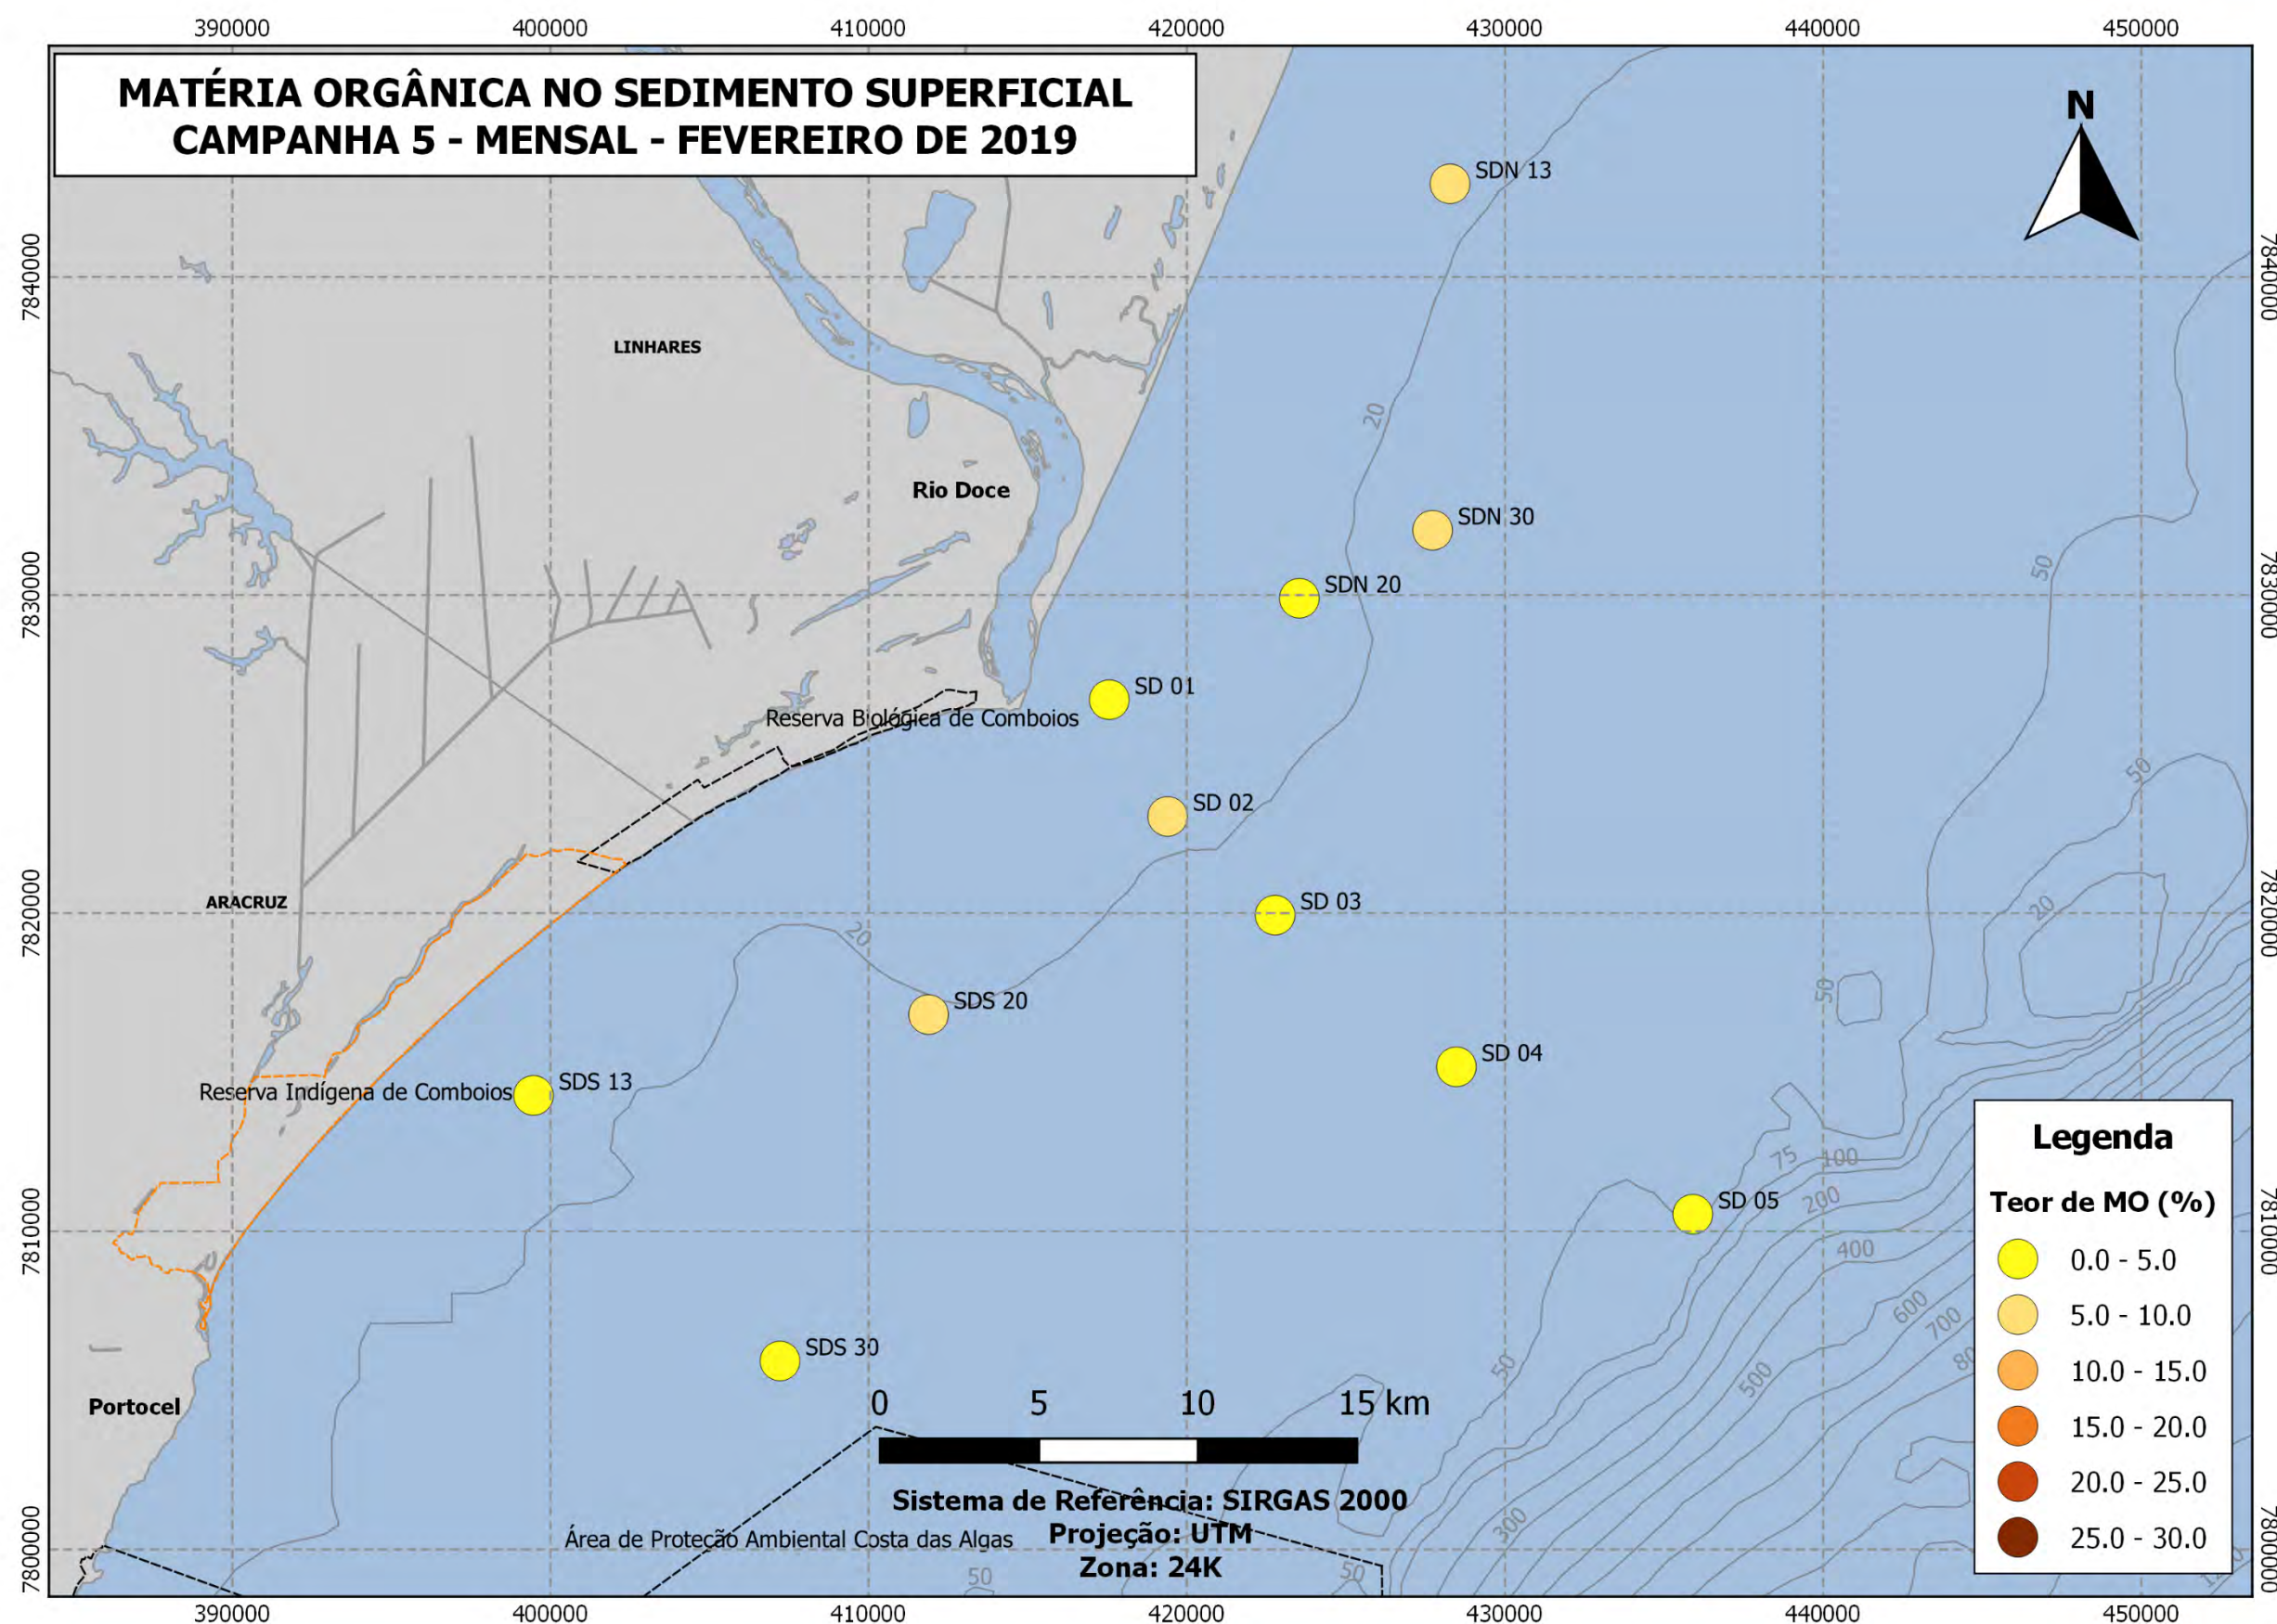 390000 400000 410000 420000 430000 440000 450000
MATÉRIA ORGÂNICA NO SEDIMENTO SUPERFICIAL
CAMPANHA 5 - MENSAL - FEVEREIRO DE 2019
N
SDN 13
7840000
7840000
LINHARES
20
Rio Doce
SDN 30
50
SDN 20
7830000
7830000
SD 01
Reserva Biológica de Comboios
50
SD 02
ARACRUZ
SD 03
20
20
7820000
7820000
50
SDS 20
SD 04
SDS 13
Reserva Indígena de Comboios
75
100
SD 05
200
7810000
7810000
400
600
700
80
SDS 30
50
500
Portocel
0 5 10 15 km
Sistema de Referência: SIRGAS 2000
Projeção: UTM
Zona: 24K
300
Área de Proteção Ambiental Costa das Algas
50
50
7800000
7800000
Legenda
Teor de MO (%)
0.0 - 5.0
5.0 - 10.0
10.0 - 15.0
15.0 - 20.0
20.0 - 25.0
25.0 - 30.0
390000 400000 410000 420000 430000 440000 450000